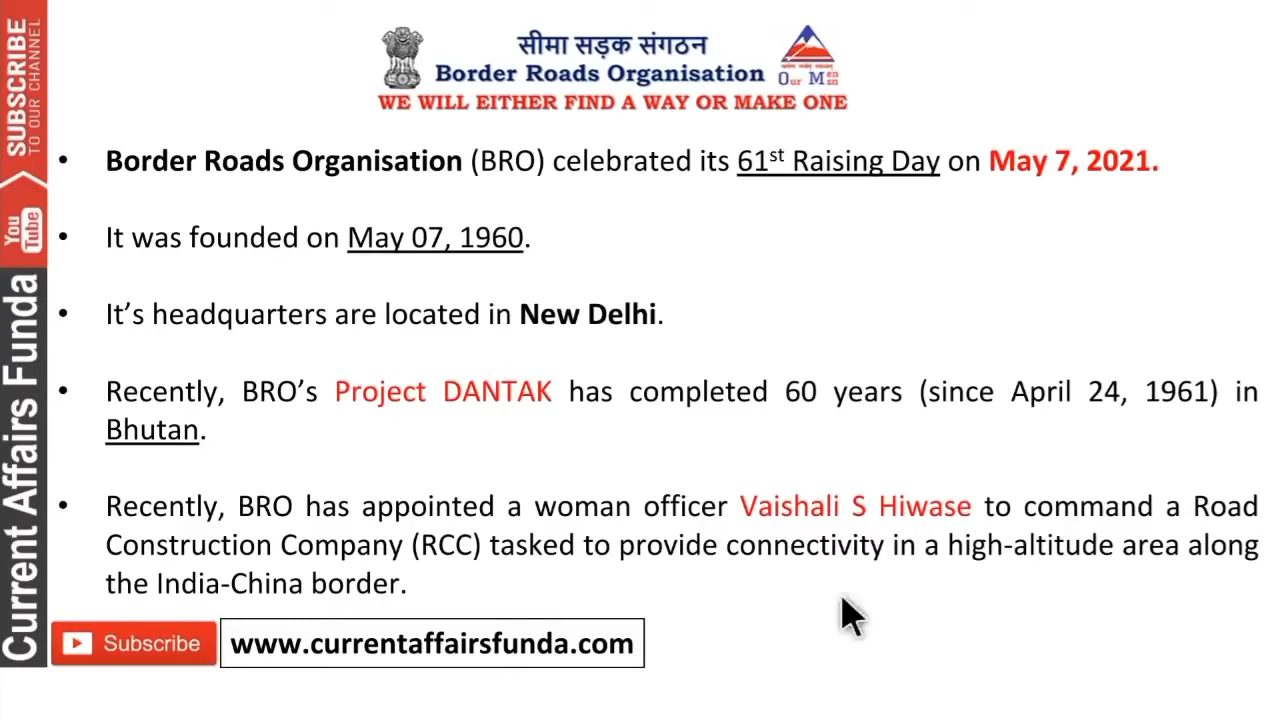 सीमा सड़क संगठन
Border Roads Organisation
Our Men
WE WILL EITHER FIND A WAY OR MAKE ONE
• Border Roads Organisation (BRO) celebrated its 61st Raising Day on May 7, 2021.
• It was founded on May 07, 1960.
• It’s headquarters are located in New Delhi.
• Recently, BRO’s Project DANTAK has completed 60 years (since April 24, 1961) in
Bhutan.
• Recently, BRO has appointed a woman officer Vaishali S Hiwase to command a Road
Construction Company (RCC) tasked to provide connectivity in a high-altitude area along
the India-China border.
Subscribe
www.currentaffairsfunda.com
SUBSCRIBE
TO OUR CHANNEL
You
Tube
Current Affairs Funda